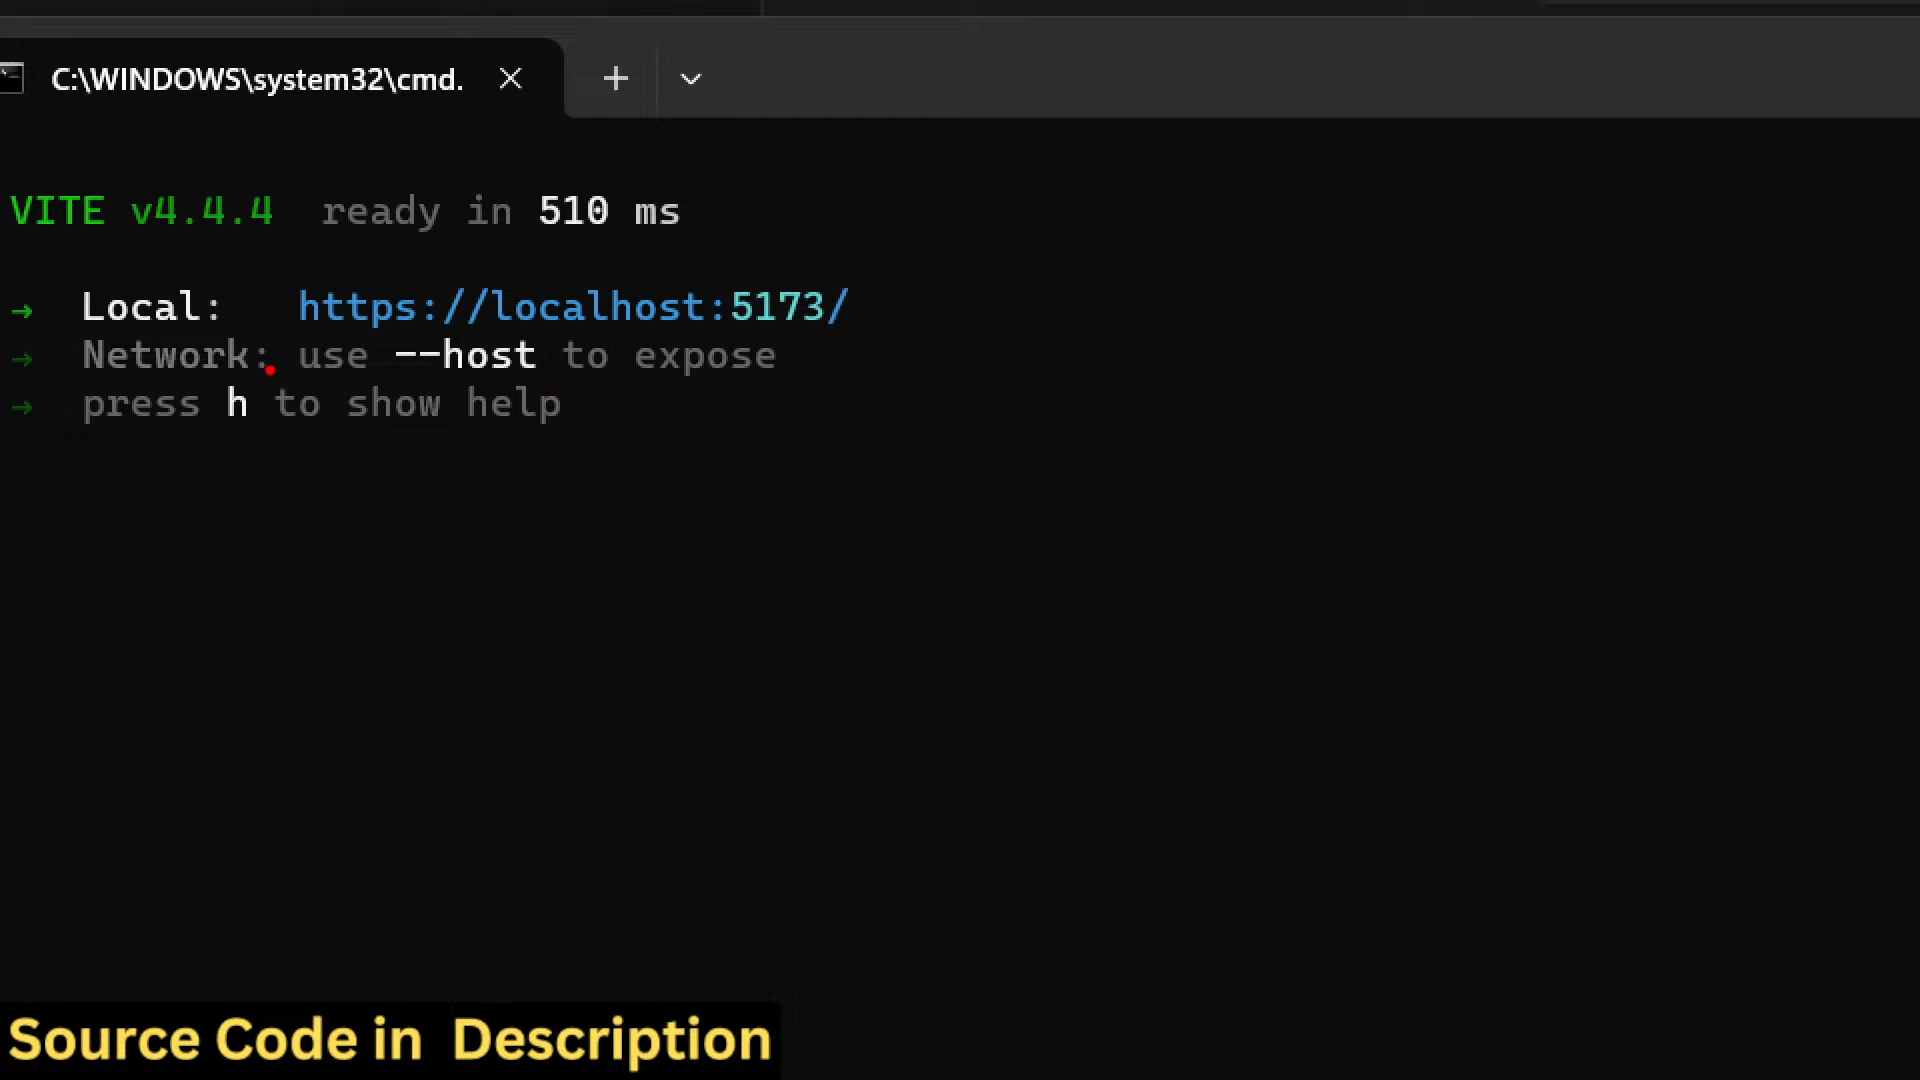 C:\WINDOWS\system32\cmd.
VITE v4.4.4 ready in 510 ms
→ Local: https://localhost:5173/
→ Network: use --host to expose
→ press h to show help
Source Code in Description